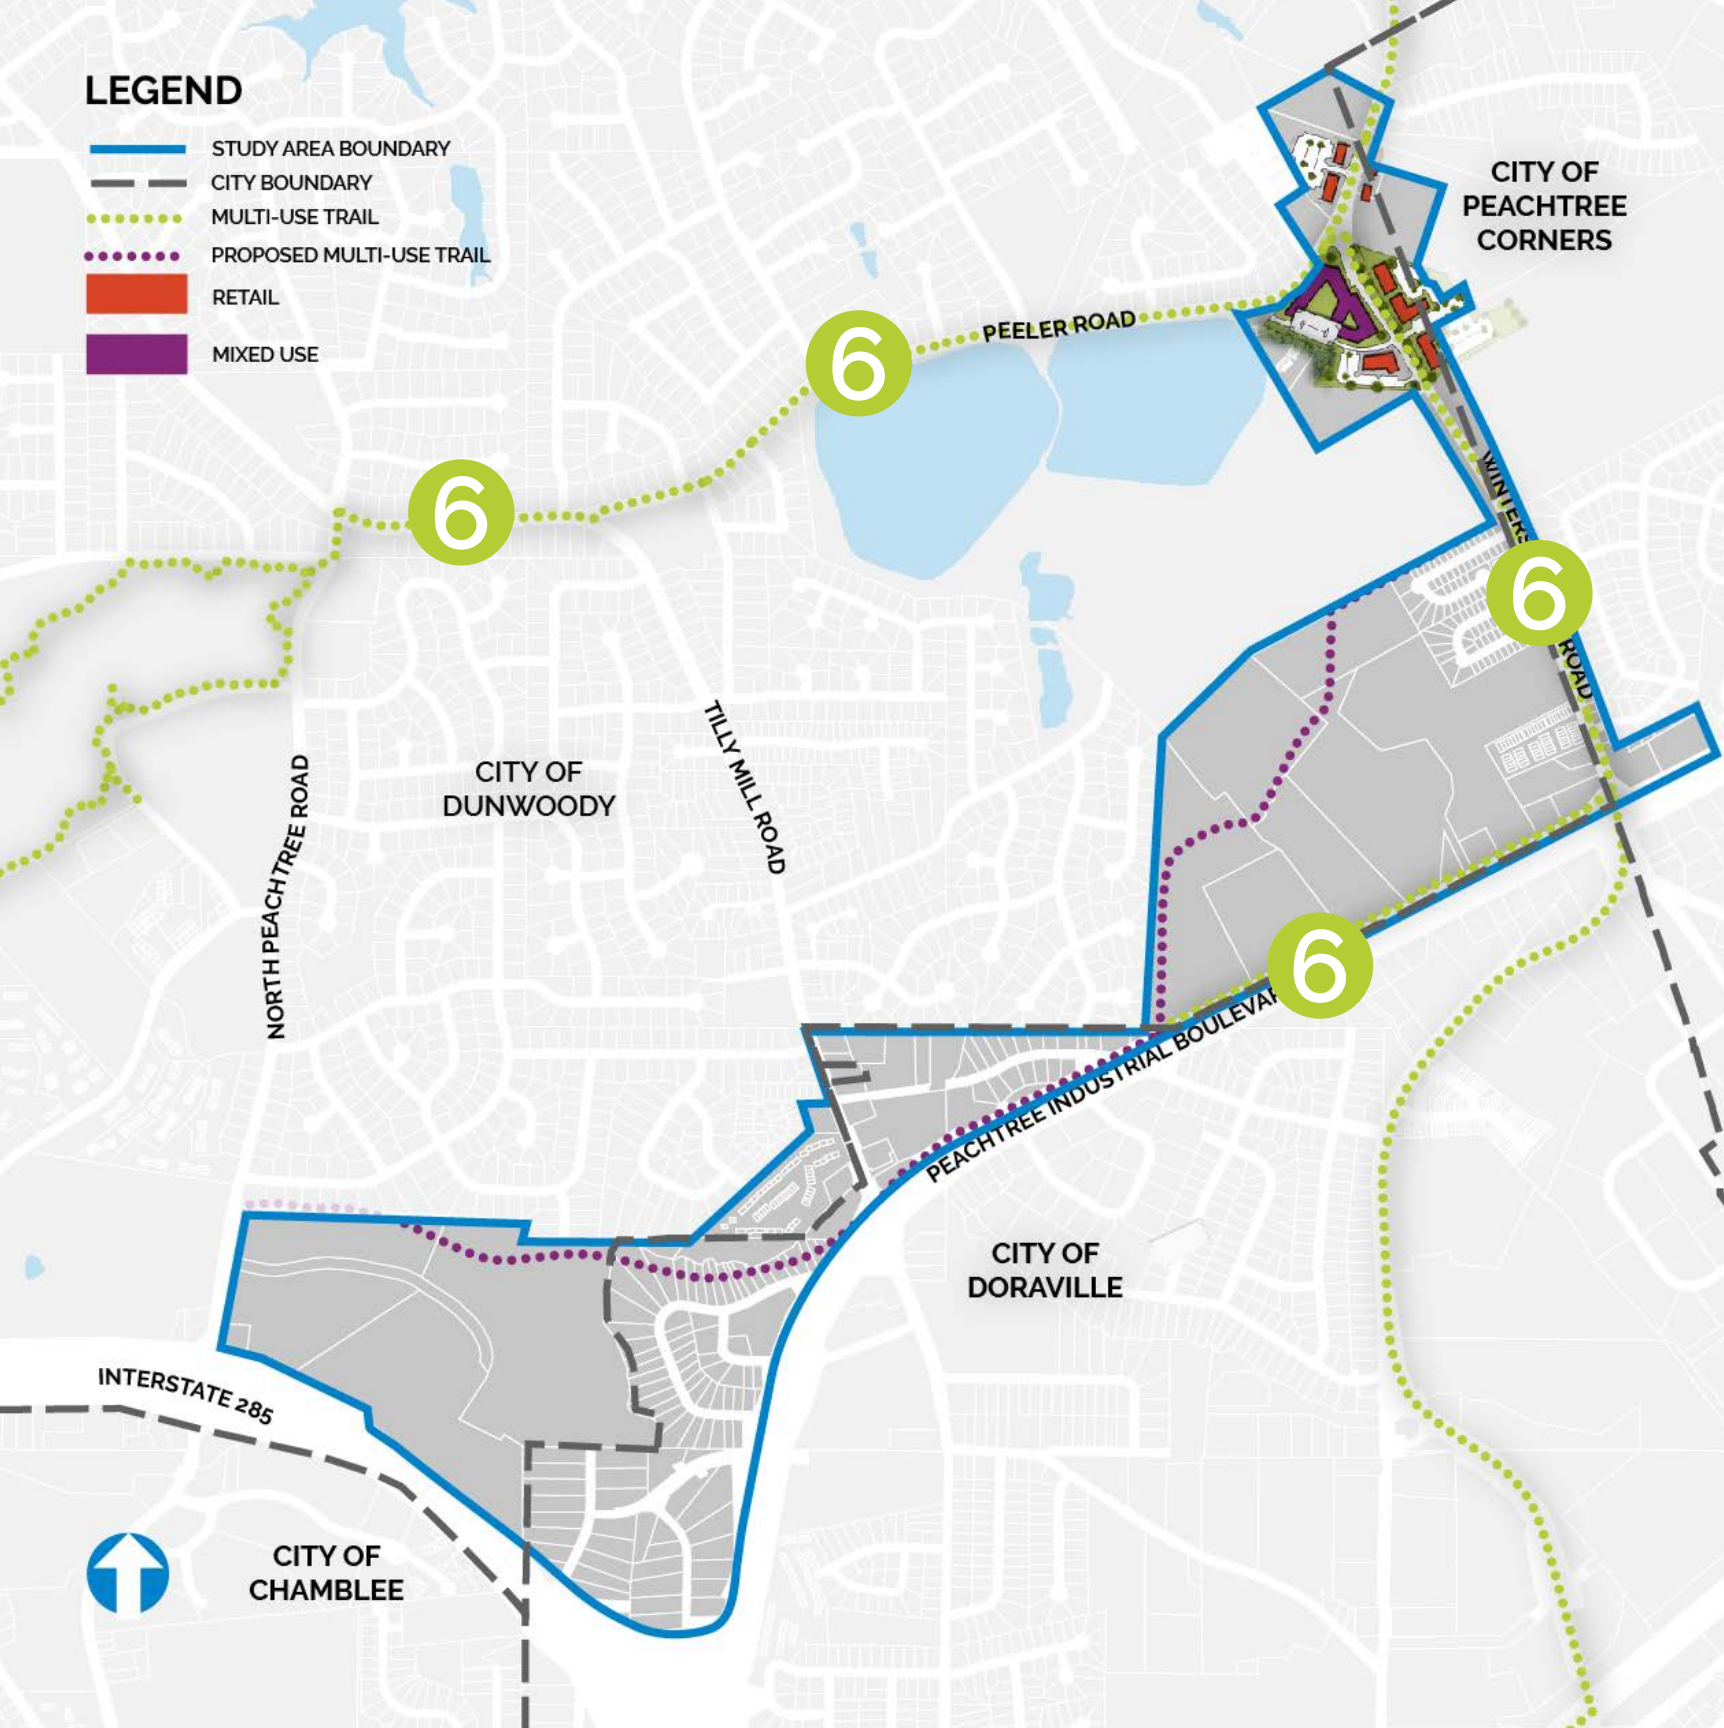 LEGEND
STUDY AREA BOUNDARY
CITY BOUNDARY
MULTI-USE TRAIL
PROPOSED MULTI-USE TRAIL
RETAIL
MIXED USE
CITY OF
PEACHTREE
CORNERS
PEELER ROAD
6
6
WINTERS
6
ROAD
TILLY MILL ROAD
NORTH PEACHTREE ROAD
CITY OF
DUNWOODY
6
PEACHTREE INDUSTRIAL BOULEVAR
CITY OF
DORAVILLE
INTERSTATE 285
CITY OF
CHAMBLEE